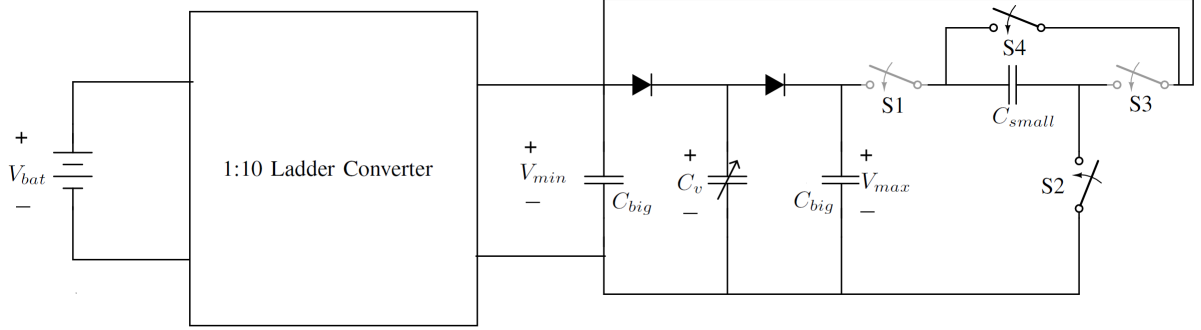 S4
S1
C_small
S3
+
V_bat
−
1:10 Ladder Converter
+
V_min
−
C_big
+
C_v
−
C_big
+
V_max
−
S2